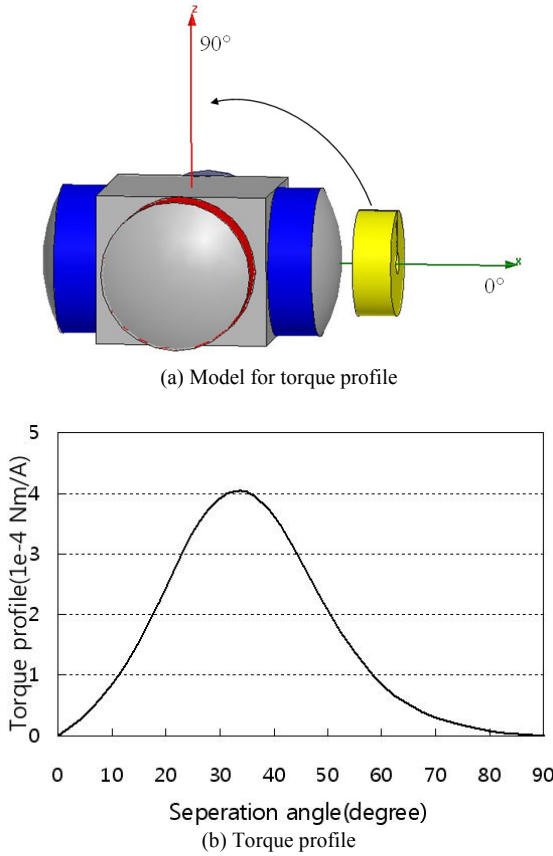 z
90°
x
0°
(a) Model for torque profile
Torque profile(1e-4 Nm/A)
5
4
3
2
1
0
0 10 20 30 40 50 60 70 80 90
Seperation angle(degree)
(b) Torque profile